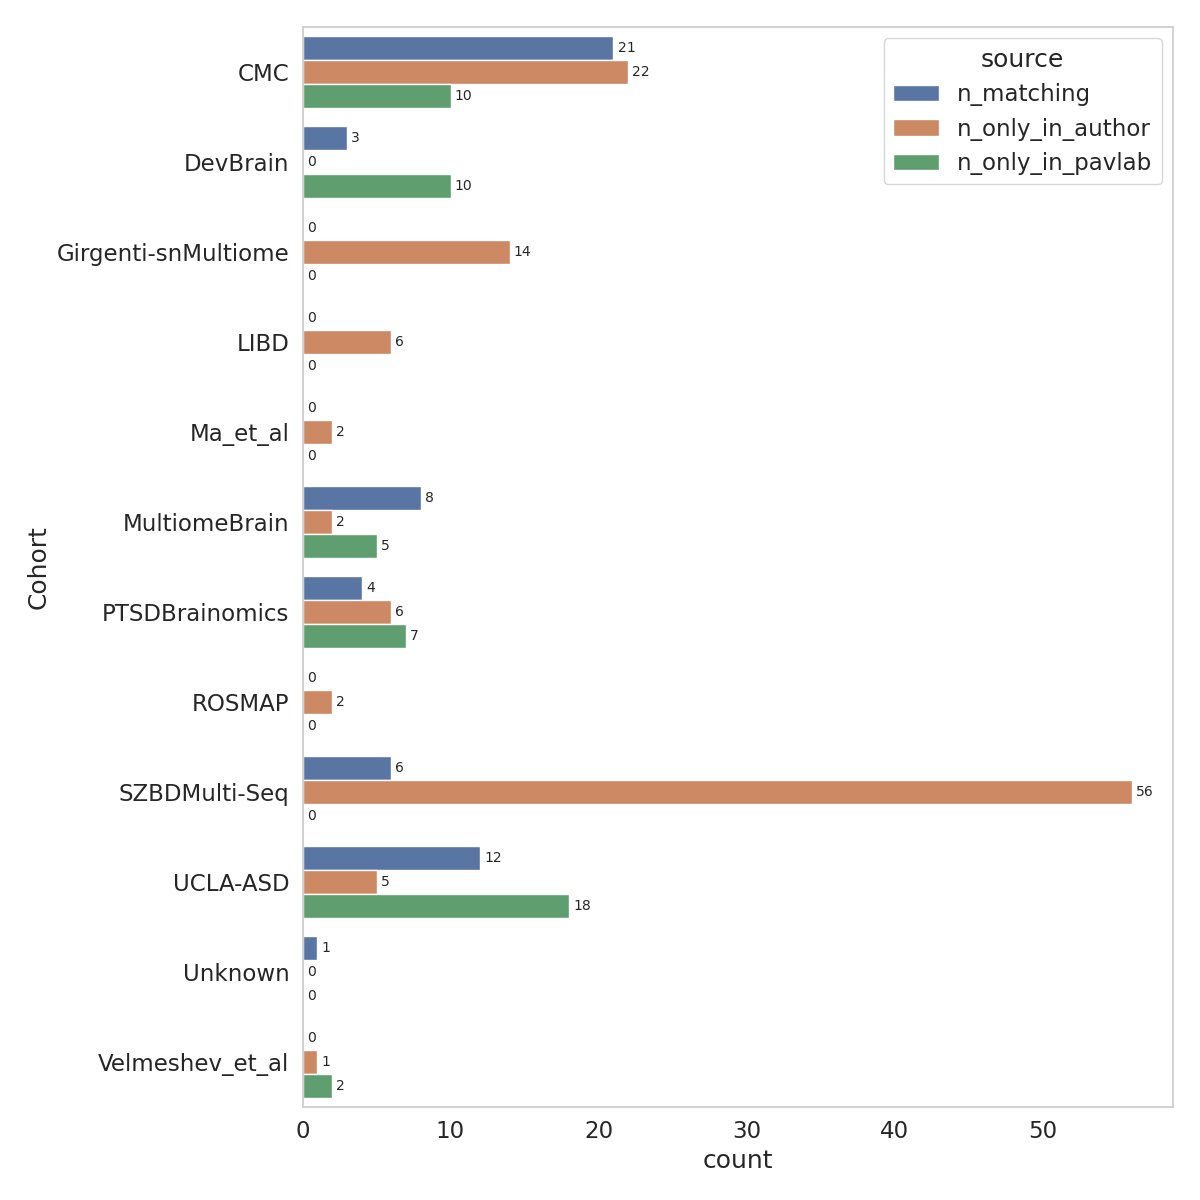 source
n_matching
n_only_in_author
n_only_in_pavlab
Cohort
CMC
21
22
10
DevBrain
3
0
10
Girgenti-snMultiome
0
14
0
LIBD
0
6
0
Ma_et_al
0
2
0
MultiomeBrain
8
2
5
PTSDBrainomics
4
6
7
ROSMAP
0
2
0
SZBDMulti-Seq
6
56
0
UCLA-ASD
12
5
18
Unknown
1
0
0
Velmeshev_et_al
0
1
2
0 10 20 30 40 50
count